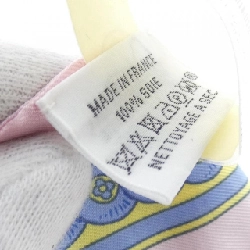 MADE IN FRANCE
100% SOIE
NETTOYAGE A SEC